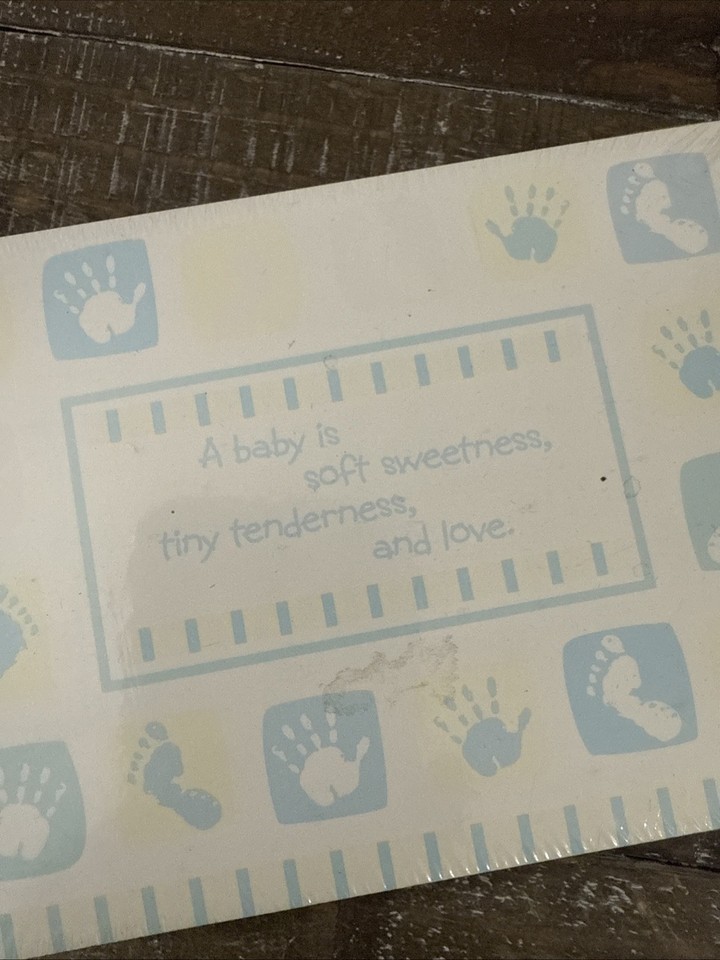 A baby is
soft sweetness,
tiny tenderness,
and love.